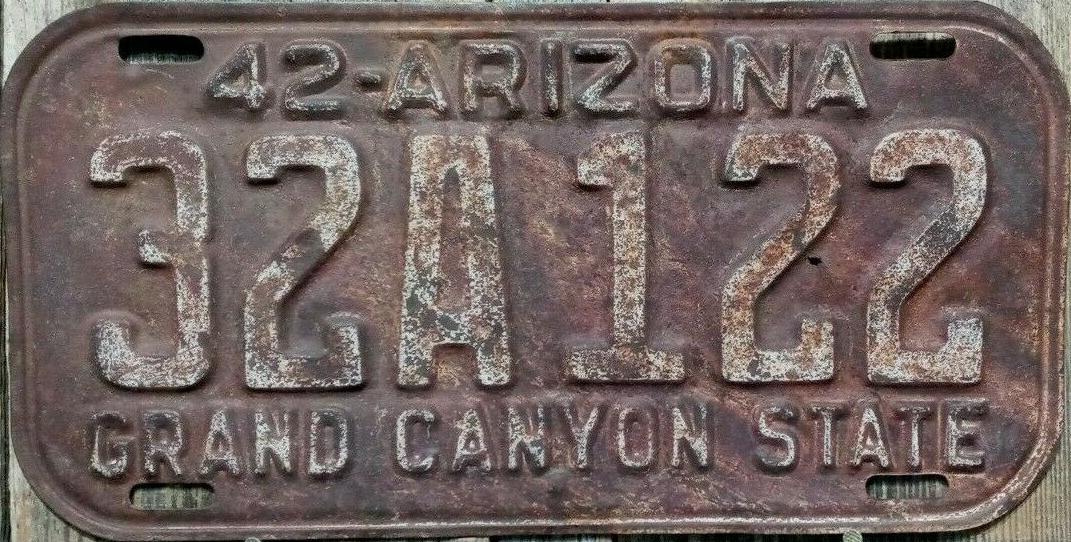 42-ARIZONA
32A122
GRAND CANYON STATE